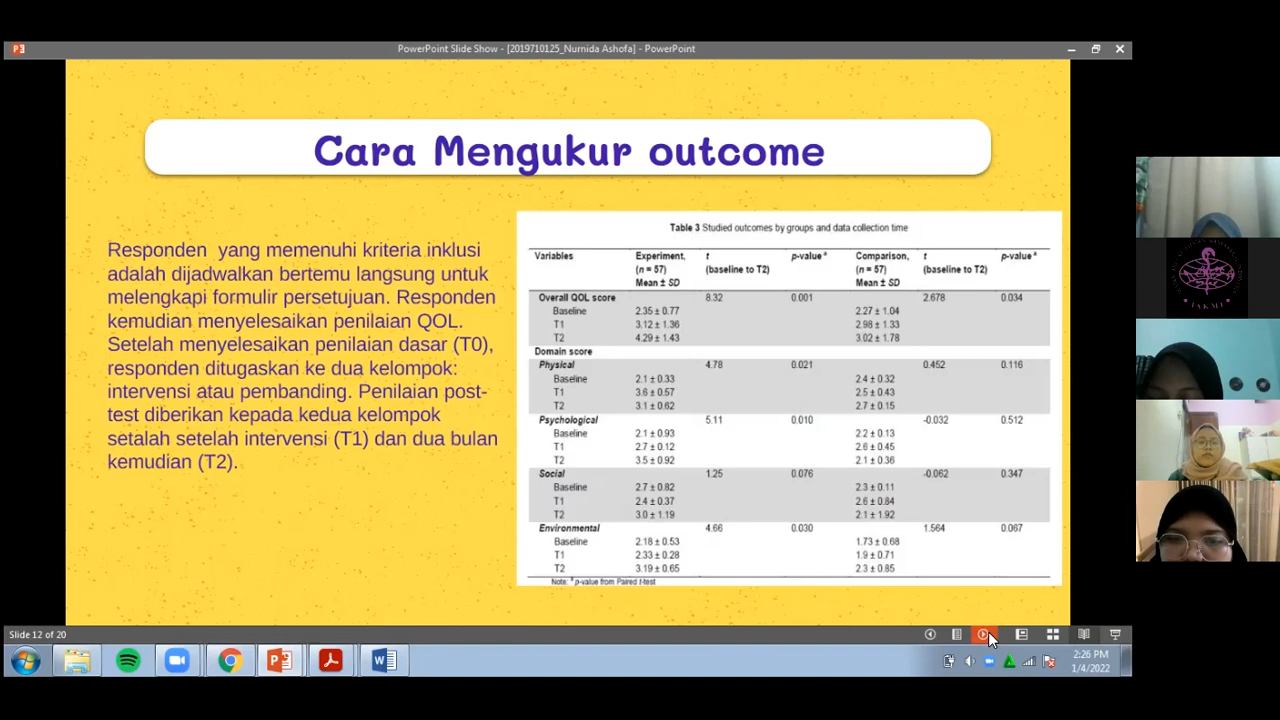 PowerPoint Slide Show - [2019710125_Nurnida Ashofa] - PowerPoint
Cara Mengukur outcome
Responden yang memenuhi kriteria inklusi
adalah dijadwalkan bertemu langsung untuk
melengkapi formulir persetujuan. Responden
kemudian menyelesaikan penilaian QOL.
Setelah menyelesaikan penilaian dasar (T0),
responden ditugaskan ke dua kelompok:
intervensi atau pembanding. Penilaian post-
test diberikan kepada kedua kelompok
setalah setelah intervensi (T1) dan dua bulan
kemudian (T2).
Table 3 Studied outcomes by groups and data collection time
Variables Experiment, t p-value a Comparison, t p-value a
(n = 57) (baseline to T2) (n = 57) (baseline to T2)
Mean ± SD Mean ± SD
Overall QOL score 8.32 0.001 2.678 0.034
Baseline 2.35 ± 0.77 2.27 ± 1.04
T1 3.12 ± 1.36 2.98 ± 1.33
T2 4.29 ± 1.43 3.02 ± 1.78
Domain score
Physical 4.78 0.021 0.452 0.116
Baseline 2.1 ± 0.33 2.4 ± 0.32
T1 3.6 ± 0.57 2.5 ± 0.43
T2 3.1 ± 0.62 2.7 ± 0.15
Psychological 5.11 0.010 -0.032 0.512
Baseline 2.1 ± 0.93 2.2 ± 0.13
T1 2.7 ± 0.12 2.6 ± 0.45
T2 3.5 ± 0.92 2.1 ± 0.36
Social 1.25 0.076 -0.062 0.347
Baseline 2.7 ± 0.82 2.3 ± 0.11
T1 2.4 ± 0.37 2.6 ± 0.84
T2 3.0 ± 1.19 2.1 ± 1.92
Environmental 4.66 0.030 1.564 0.067
Baseline 2.18 ± 0.53 1.73 ± 0.68
T1 2.33 ± 0.28 1.9 ± 0.71
T2 3.19 ± 0.65 2.3 ± 0.85
Note: a p-value from Paired t-test
Slide 12 of 20
2:26 PM
1/4/2022